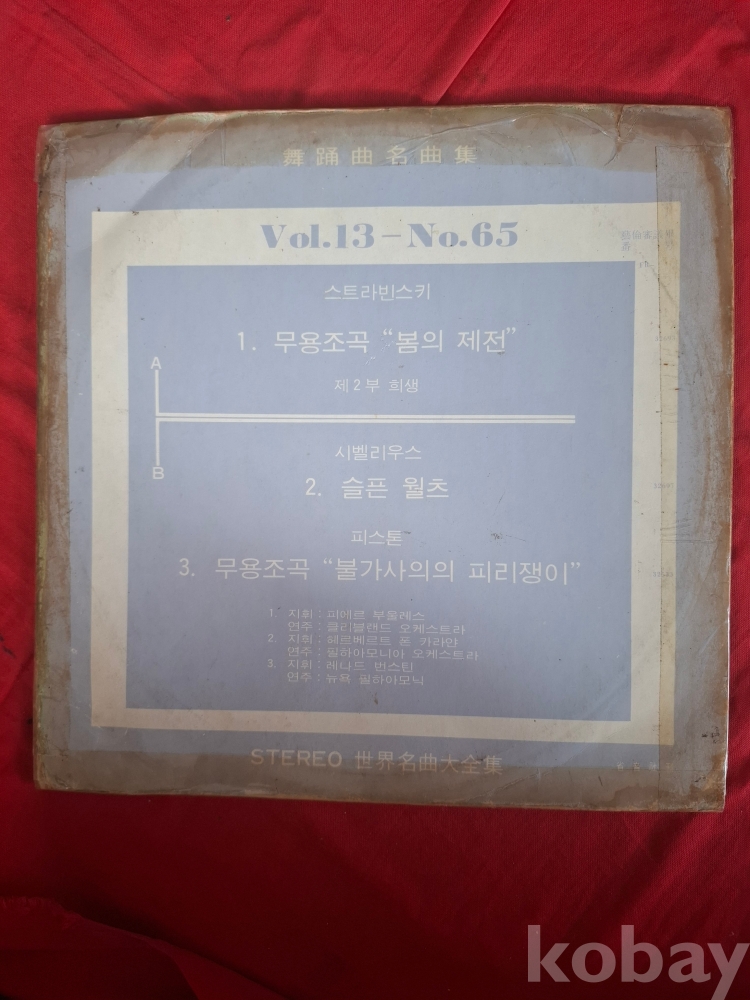 舞踊曲名曲集
Vol.13-No.65
스트라빈스키
1. 무용조곡 “봄의 제전”
A
제2부 희생
B
시벨리우스
2. 슬픈 월츠
피스톤
3. 무용조곡 “불가사의의 피리쟁이”
1. 지휘 : 피에르 부울레스
연주 : 클리블랜드 오케스트라
2. 지휘 : 헤르베르트 폰 카라얀
연주 : 필하아모니아 오케스트라
3. 지휘 : 레나드 번스틴
연주 : 뉴욕 필하아모닉
STEREO 世界名曲大全集
kobay